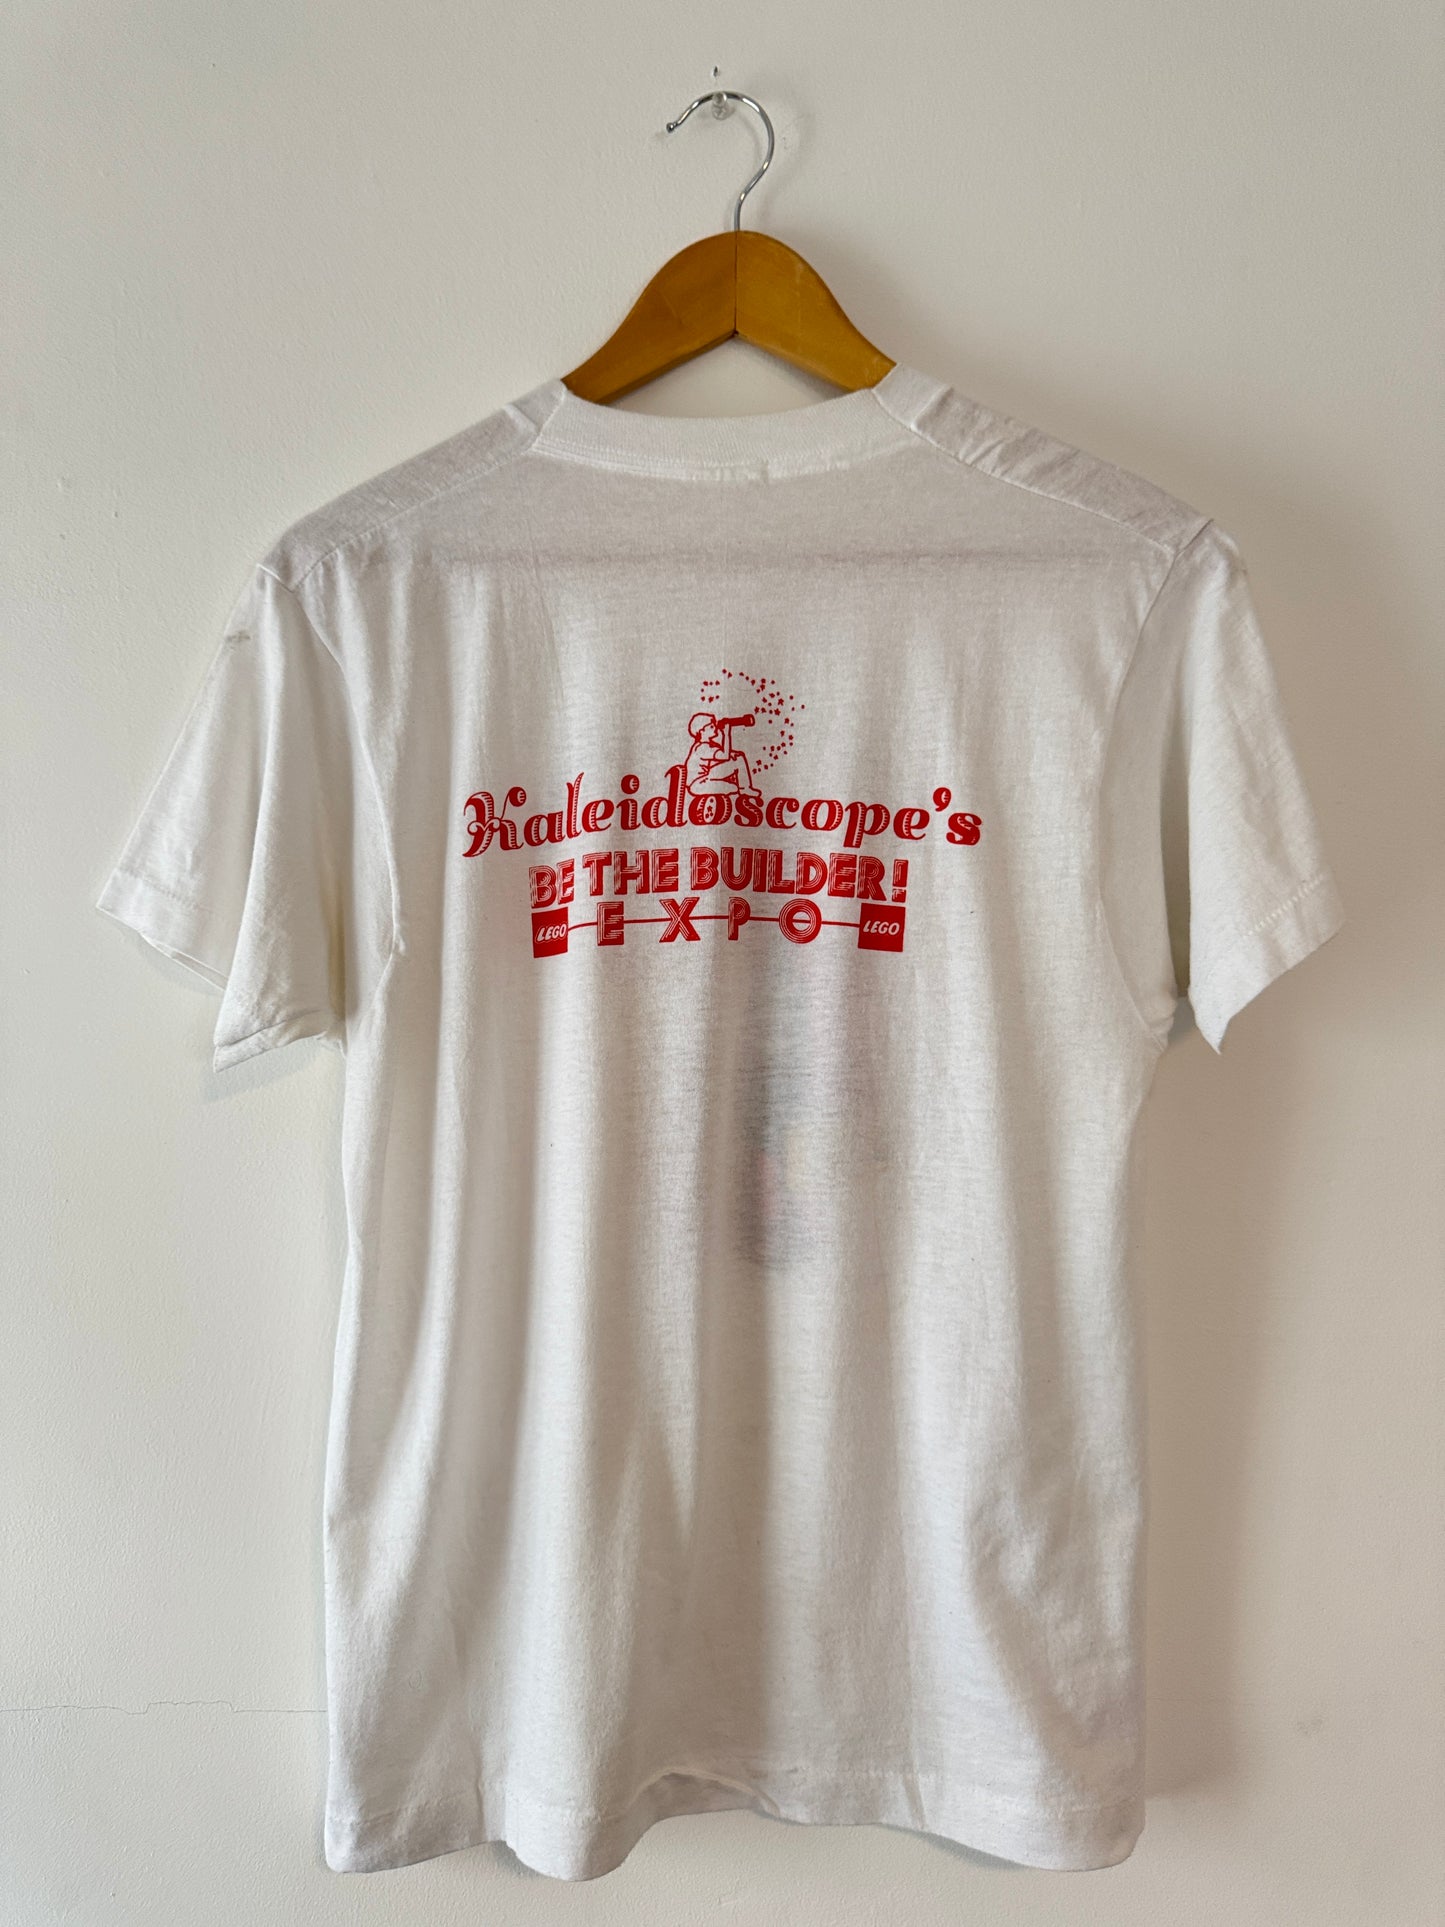 Kaleidoscope's
BE THE BUILDER!
LEGO EXPO LEGO